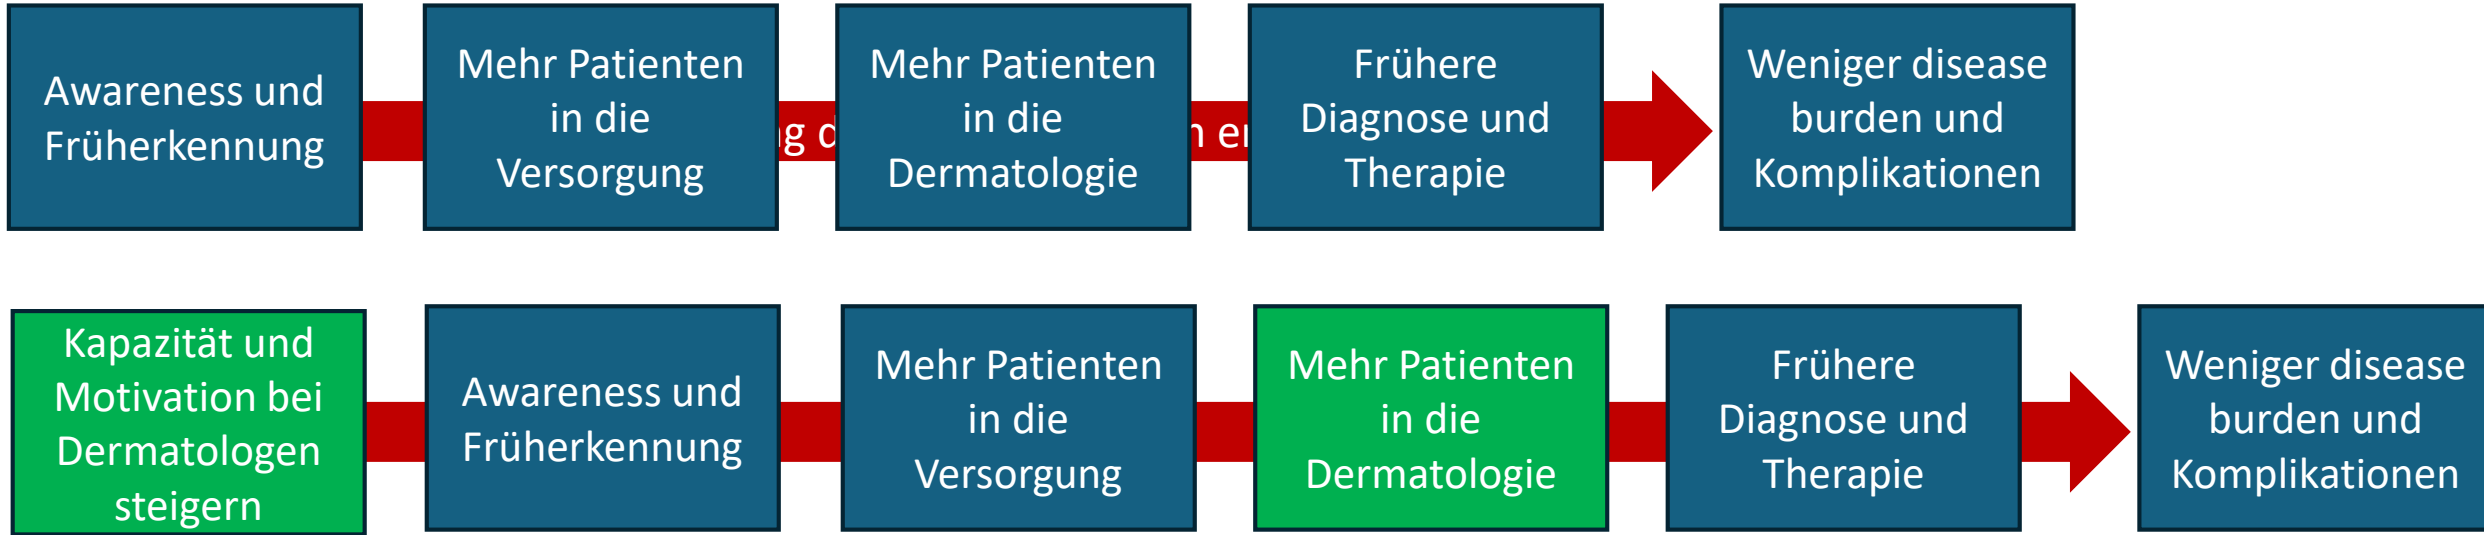 Awareness und
Früherkennung
Mehr Patienten
in die
Versorgung
Mehr Patienten
in die
Dermatologie
Frühere
Diagnose und
Therapie
Weniger disease
burden und
Komplikationen
Kapazität und
Motivation bei
Dermatologen
steigern
Awareness und
Früherkennung
Mehr Patienten
in die
Versorgung
Mehr Patienten
in die
Dermatologie
Frühere
Diagnose und
Therapie
Weniger disease
burden und
Komplikationen